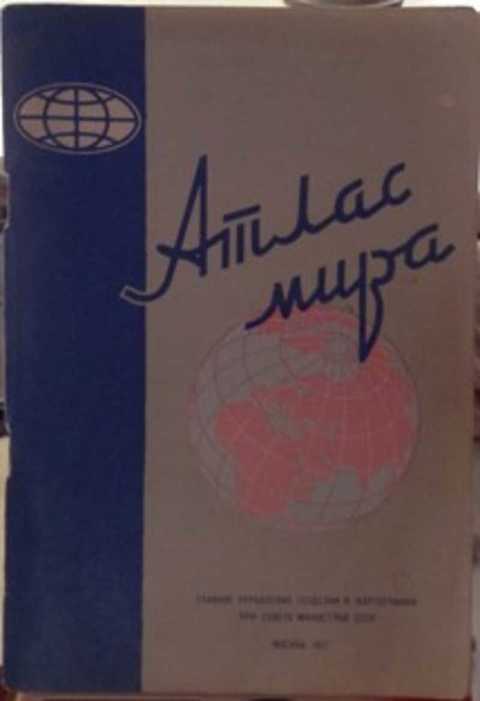 Атлас
мира
ГЛАВНОЕ УПРАВЛЕНИЕ ГЕОДЕЗИИ И КАРТОГРАФИИ
ПРИ СОВЕТЕ МИНИСТРОВ СССР
МОСКВА